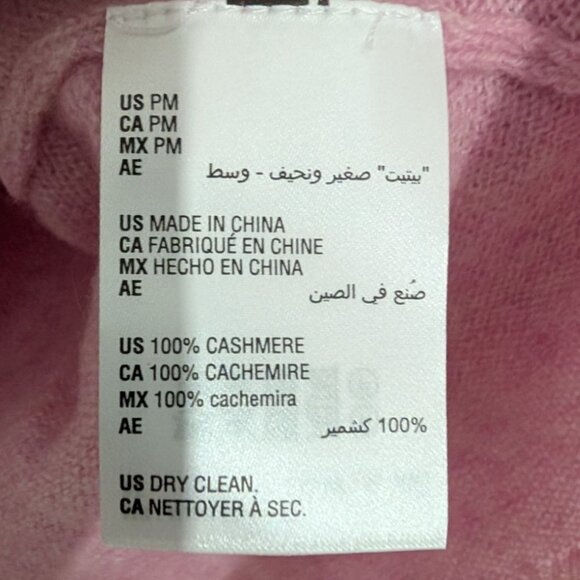 US PM
CA PM
MX PM
AE "بيتيت" صغير ونحيف - وسط
US MADE IN CHINA
CA FABRIQUÉ EN CHINE
MX HECHO EN CHINA
AE صُنع في الصين
US 100% CASHMERE
CA 100% CACHEMIRE
MX 100% cachemira
AE 100% كشمير
US DRY CLEAN.
CA NETTOYER À SEC.